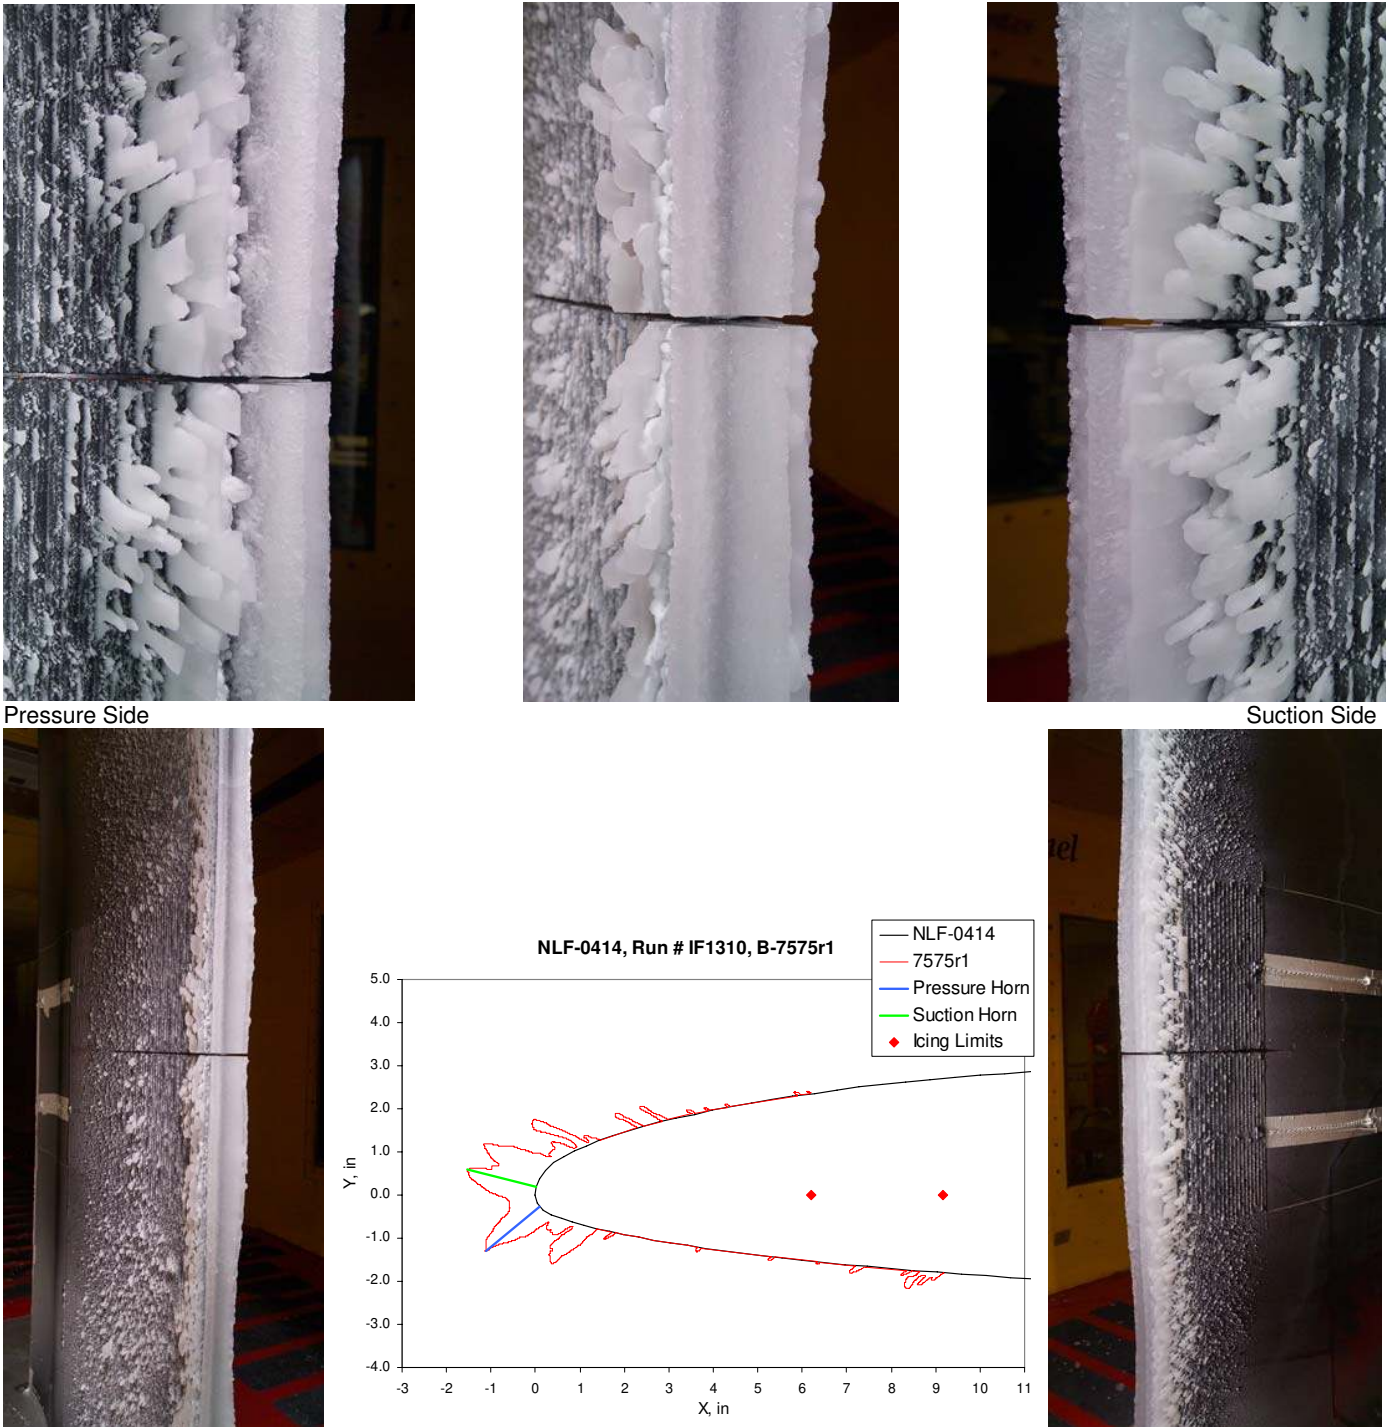 Pressure Side
Suction Side
nel
NLF-0414, Run # IF1310, B-7575r1
NLF-0414
7575r1
Pressure Horn
Suction Horn
Icing Limits
5.0
4.0
3.0
2.0
1.0
0.0
-1.0
-2.0
-3.0
-4.0
Y, in
-3 -2 -1 0 1 2 3 4 5 6 7 8 9 10 11
X, in